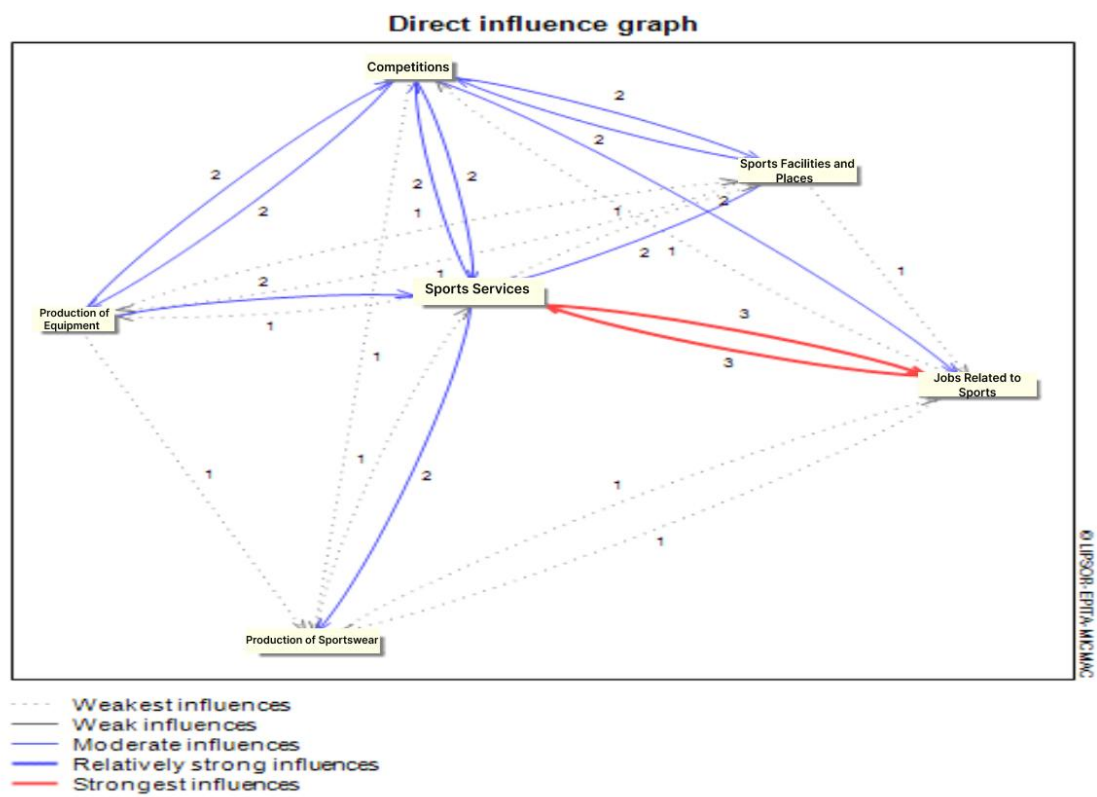 Direct influence graph
Competitions
2
2
Sports Facilities and
Places
2
2
2
2
1
1
2
2
1
2
1
1
Sports Services
Production of
Equipment
1
3
1
3
Jobs Related to
Sports
1
1
2
1
1
1
Production of Sportswear
© LIPSOR-EPITA-MICMAC
Weakest influences
Weak influences
Moderate influences
Relatively strong influences
Strongest influences